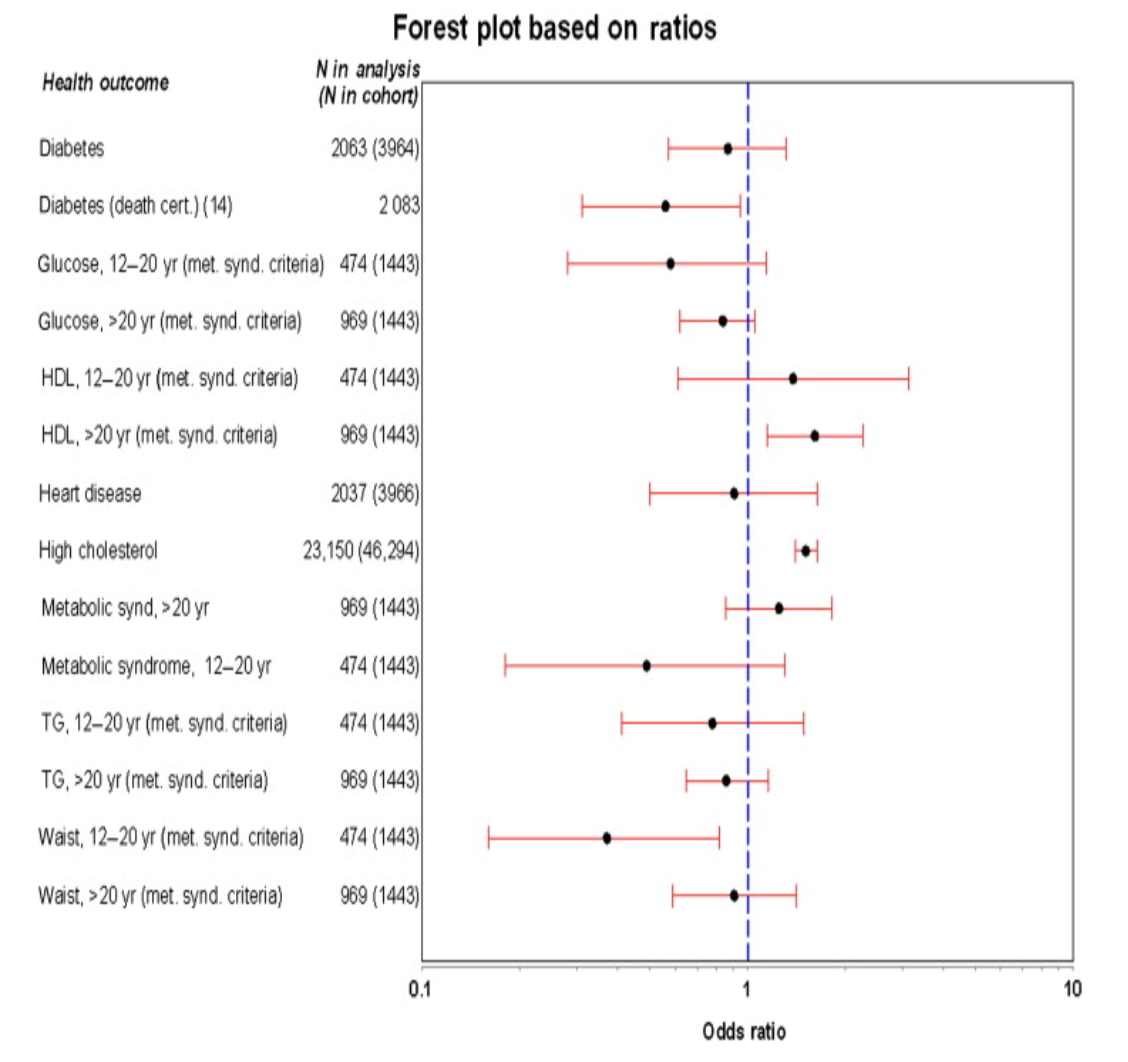 Forest plot based on ratios
Health outcome N in analysis
(N in cohort)
Diabetes 2063 (3964)
Diabetes (death cert.) (14) 2 083
Glucose, 12–20 yr (met. synd. criteria) 474 (1443)
Glucose, >20 yr (met. synd. criteria) 969 (1443)
HDL, 12–20 yr (met. synd. criteria) 474 (1443)
HDL, >20 yr (met. synd. criteria) 969 (1443)
Heart disease 2037 (3966)
High cholesterol 23,150 (46,294)
Metabolic synd, >20 yr 969 (1443)
Metabolic syndrome, 12–20 yr 474 (1443)
TG, 12–20 yr (met. synd. criteria) 474 (1443)
TG, >20 yr (met. synd. criteria) 969 (1443)
Waist, 12–20 yr (met. synd. criteria) 474 (1443)
Waist, >20 yr (met. synd. criteria) 969 (1443)
0.1 1 10
Odds ratio